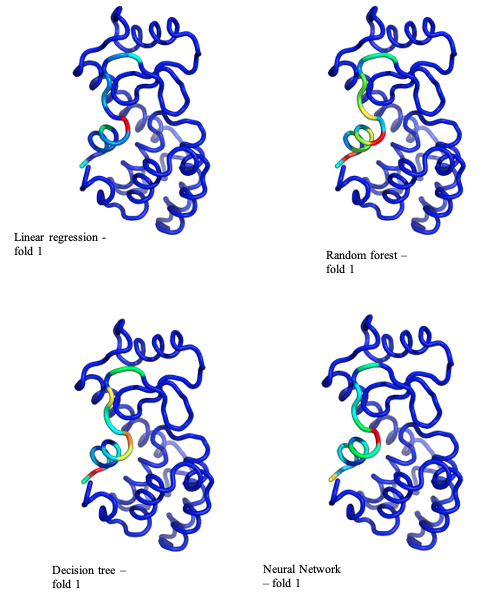 Linear regression -
fold 1
Random forest –
fold 1
Decision tree –
fold 1
Neural Network
– fold 1